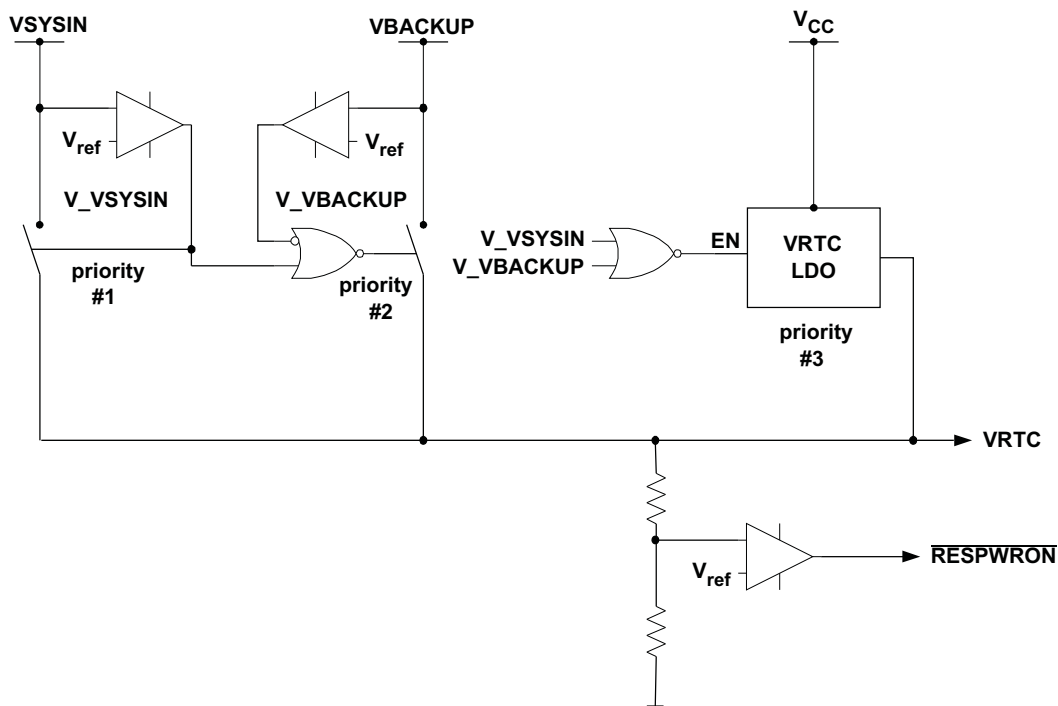 VSYSIN
VBACKUP
VCC
Vref
Vref
V_VSYSIN
V_VBACKUP
priority
#1
priority
#2
V_VSYSIN
V_VBACKUP
EN
VRTC
LDO
priority
#3
VRTC
Vref
RESPWRON